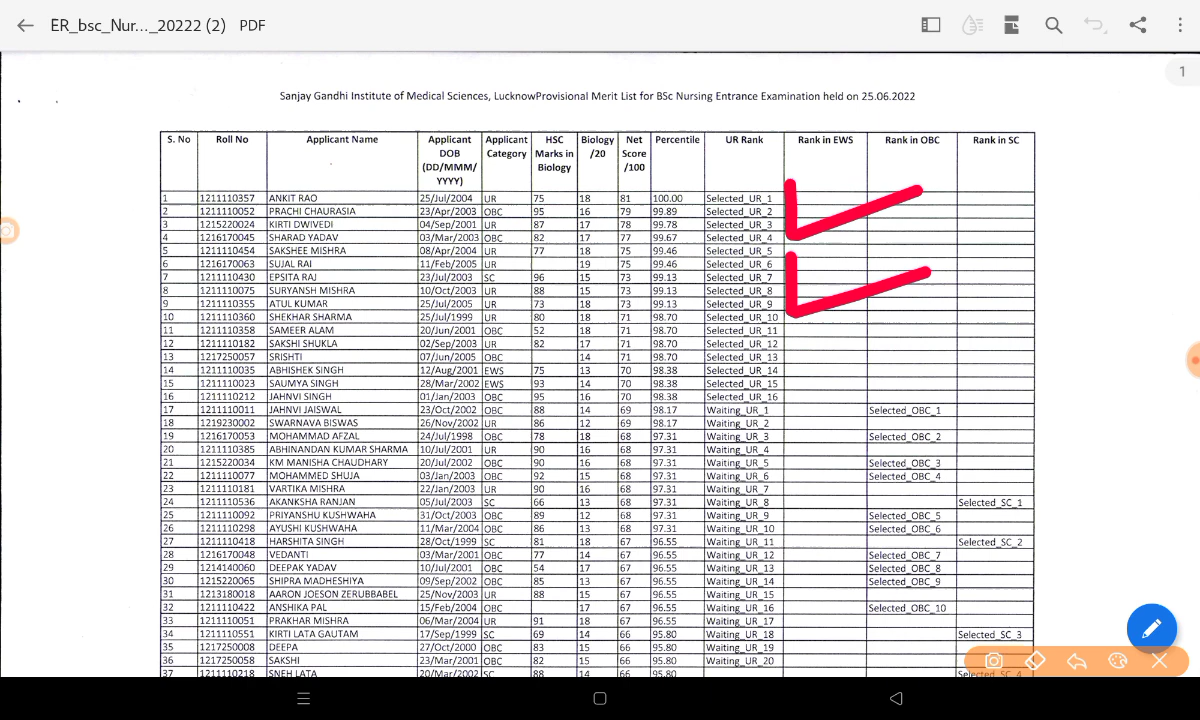 ER_bsc_Nur..._20222 (2) PDF
1
Sanjay Gandhi Institute of Medical Sciences, LucknowProvisional Merit List for BSc Nursing Entrance Examination held on 25.06.2022
S. No Roll No Applicant Name Applicant DOB (DD/MMM/YYYY) Applicant Category HSC Marks in Biology Biology /20 Net Score /100 Percentile UR Rank Rank in EWS Rank in OBC Rank in SC
1 1211110357 ANKIT RAO 25/Jul/2004 UR 75 18 81 100.00 Selected_UR_1
2 1211110052 PRACHI CHAURASIA 23/Apr/2003 OBC 95 16 79 99.89 Selected_UR_2
3 1215220024 KIRTI DWIVEDI 04/Sep/2001 UR 87 17 78 99.78 Selected_UR_3
4 1216170045 SHARAD YADAV 03/Mar/2003 OBC 82 17 77 99.67 Selected_UR_4
5 1211110454 SAKSHEE MISHRA 08/Apr/2004 UR 77 18 75 99.46 Selected_UR_5
6 1216170063 SUJAL RAI 11/Feb/2005 UR 19 75 99.46 Selected_UR_6
7 1211110430 EPSITA RAJ 23/Jul/2003 SC 96 15 73 99.13 Selected_UR_7
8 1211110075 SURYANSH MISHRA 10/Oct/2003 UR 88 15 73 99.13 Selected_UR_8
9 1211110355 ATUL KUMAR 25/Jul/2005 UR 73 18 73 99.13 Selected_UR_9
10 1211110360 SHEKHAR SHARMA 25/Jul/1999 UR 80 18 71 98.70 Selected_UR_10
11 1211110358 SAMEER ALAM 20/Jun/2001 OBC 52 18 71 98.70 Selected_UR_11
12 1211110182 SAKSHI SHUKLA 02/Sep/2003 UR 82 17 71 98.70 Selected_UR_12
13 1217250057 SRISHTI 07/Jun/2005 OBC 14 71 98.70 Selected_UR_13
14 1211110035 ABHISHEK SINGH 12/Aug/2001 EWS 75 13 70 98.38 Selected_UR_14
15 1211110023 SAUMYA SINGH 28/Mar/2002 EWS 93 14 70 98.38 Selected_UR_15
16 1211110212 JAHNVI SINGH 01/Jan/2003 OBC 95 16 70 98.38 Selected_UR_16
17 1211110011 JAHNVI JAISWAL 23/Oct/2002 OBC 88 14 69 98.17 Waiting_UR_1 Selected_OBC_1
18 1219230002 SWARNAVA BISWAS 26/Nov/2002 UR 86 12 69 98.17 Waiting_UR_2
19 1216170053 MOHAMMAD AFZAL 24/Jul/1998 OBC 78 18 68 97.31 Waiting_UR_3 Selected_OBC_2
20 1211110385 ABHINANDAN KUMAR SHARMA 10/Jul/2001 UR 90 16 68 97.31 Waiting_UR_4
21 1215220034 KM MANISHA CHAUDHARY 20/Jul/2002 OBC 90 16 68 97.31 Waiting_UR_5 Selected_OBC_3
22 1211110077 MOHAMMED SHUJA 03/Jan/2003 OBC 92 15 68 97.31 Waiting_UR_6 Selected_OBC_4
23 1211110181 VARTIKA MISHRA 22/Jan/2003 UR 90 16 68 97.31 Waiting_UR_7
24 1211110536 AKANKSHA RANJAN 05/Jul/2003 SC 66 13 68 97.31 Waiting_UR_8 Selected_SC_1
25 1211110092 PRIYANSHU KUSHWAHA 31/Oct/2003 OBC 89 12 68 97.31 Waiting_UR_9 Selected_OBC_5
26 1211110298 AYUSHI KUSHWAHA 11/Mar/2004 OBC 86 13 68 97.31 Waiting_UR_10 Selected_OBC_6
27 1211110418 HARSHITA SINGH 28/Oct/1999 SC 81 18 67 96.55 Waiting_UR_11 Selected_SC_2
28 1216170048 VEDANTI 03/Mar/2001 OBC 77 14 67 96.55 Waiting_UR_12 Selected_OBC_7
29 1214140060 DEEPAK YADAV 10/Jul/2001 OBC 54 17 67 96.55 Waiting_UR_13 Selected_OBC_8
30 1215220065 SHIPRA MADHESHIYA 09/Sep/2002 OBC 85 13 67 96.55 Waiting_UR_14 Selected_OBC_9
31 1213180018 AARON JOESON ZERUBBABEL 25/Nov/2003 UR 88 15 67 96.55 Waiting_UR_15
32 1211110422 ANSHIKA PAL 15/Feb/2004 OBC 17 67 96.55 Waiting_UR_16 Selected_OBC_10
33 1211110051 PRAKHAR MISHRA 06/Mar/2004 UR 91 18 67 96.55 Waiting_UR_17
34 1211110551 KIRTI LATA GAUTAM 17/Sep/1999 SC 69 14 66 95.80 Waiting_UR_18 Selected_SC_3
35 1217250008 DEEPA 27/Oct/2000 OBC 83 15 66 95.80 Waiting_UR_19
36 1217250058 SAKSHI 23/Mar/2001 OBC 82 15 66 95.80 Waiting_UR_20
37 1211110218 SNEH LATA 20/Mar/2002 SC 88 14 66 95.80 Selected_SC_4